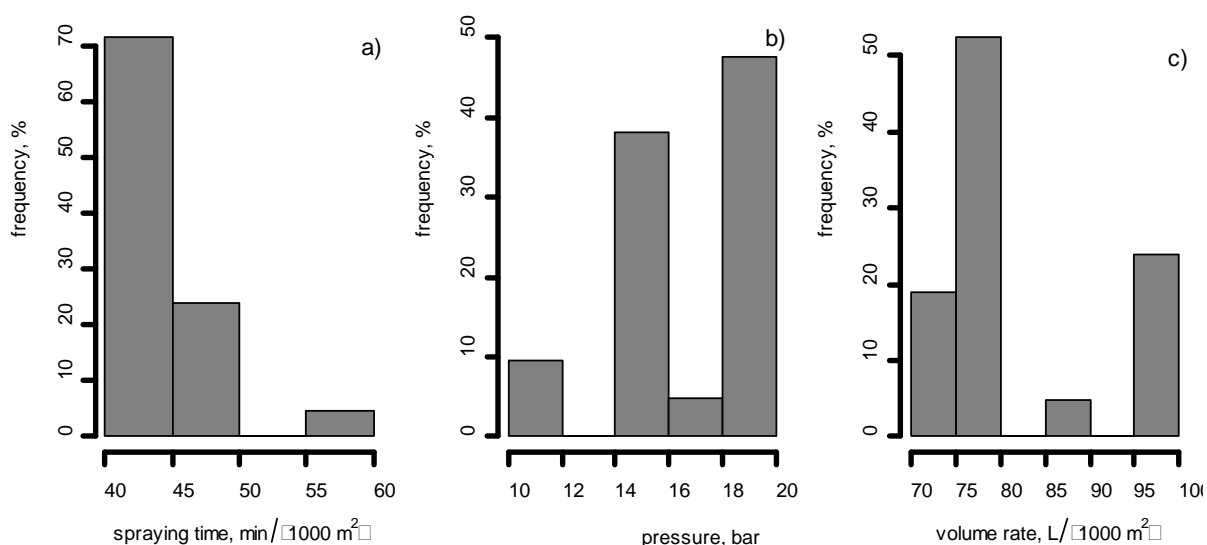 a)
frequency, %
0 10 20 30 40 50 60 70
40 45 50 55 60
spraying time, min/ □1000 m²□
b)
frequency, %
0 10 20 30 40 50
10 12 14 16 18 20
pressure, bar
c)
frequency, %
0 10 20 30 40 50
70 75 80 85 90 95 100
volume rate, L/ □1000 m²□